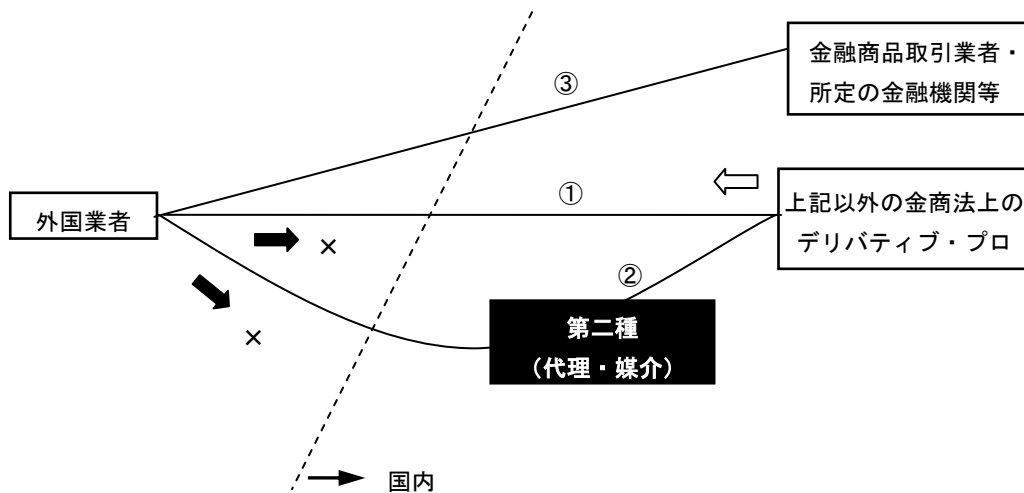 金融商品取引業者・
所定の金融機関等
③
①
上記以外の金商法上の
デリバティブ・プロ
外国業者
×
②
×
第二種
（代理・媒介）
国内